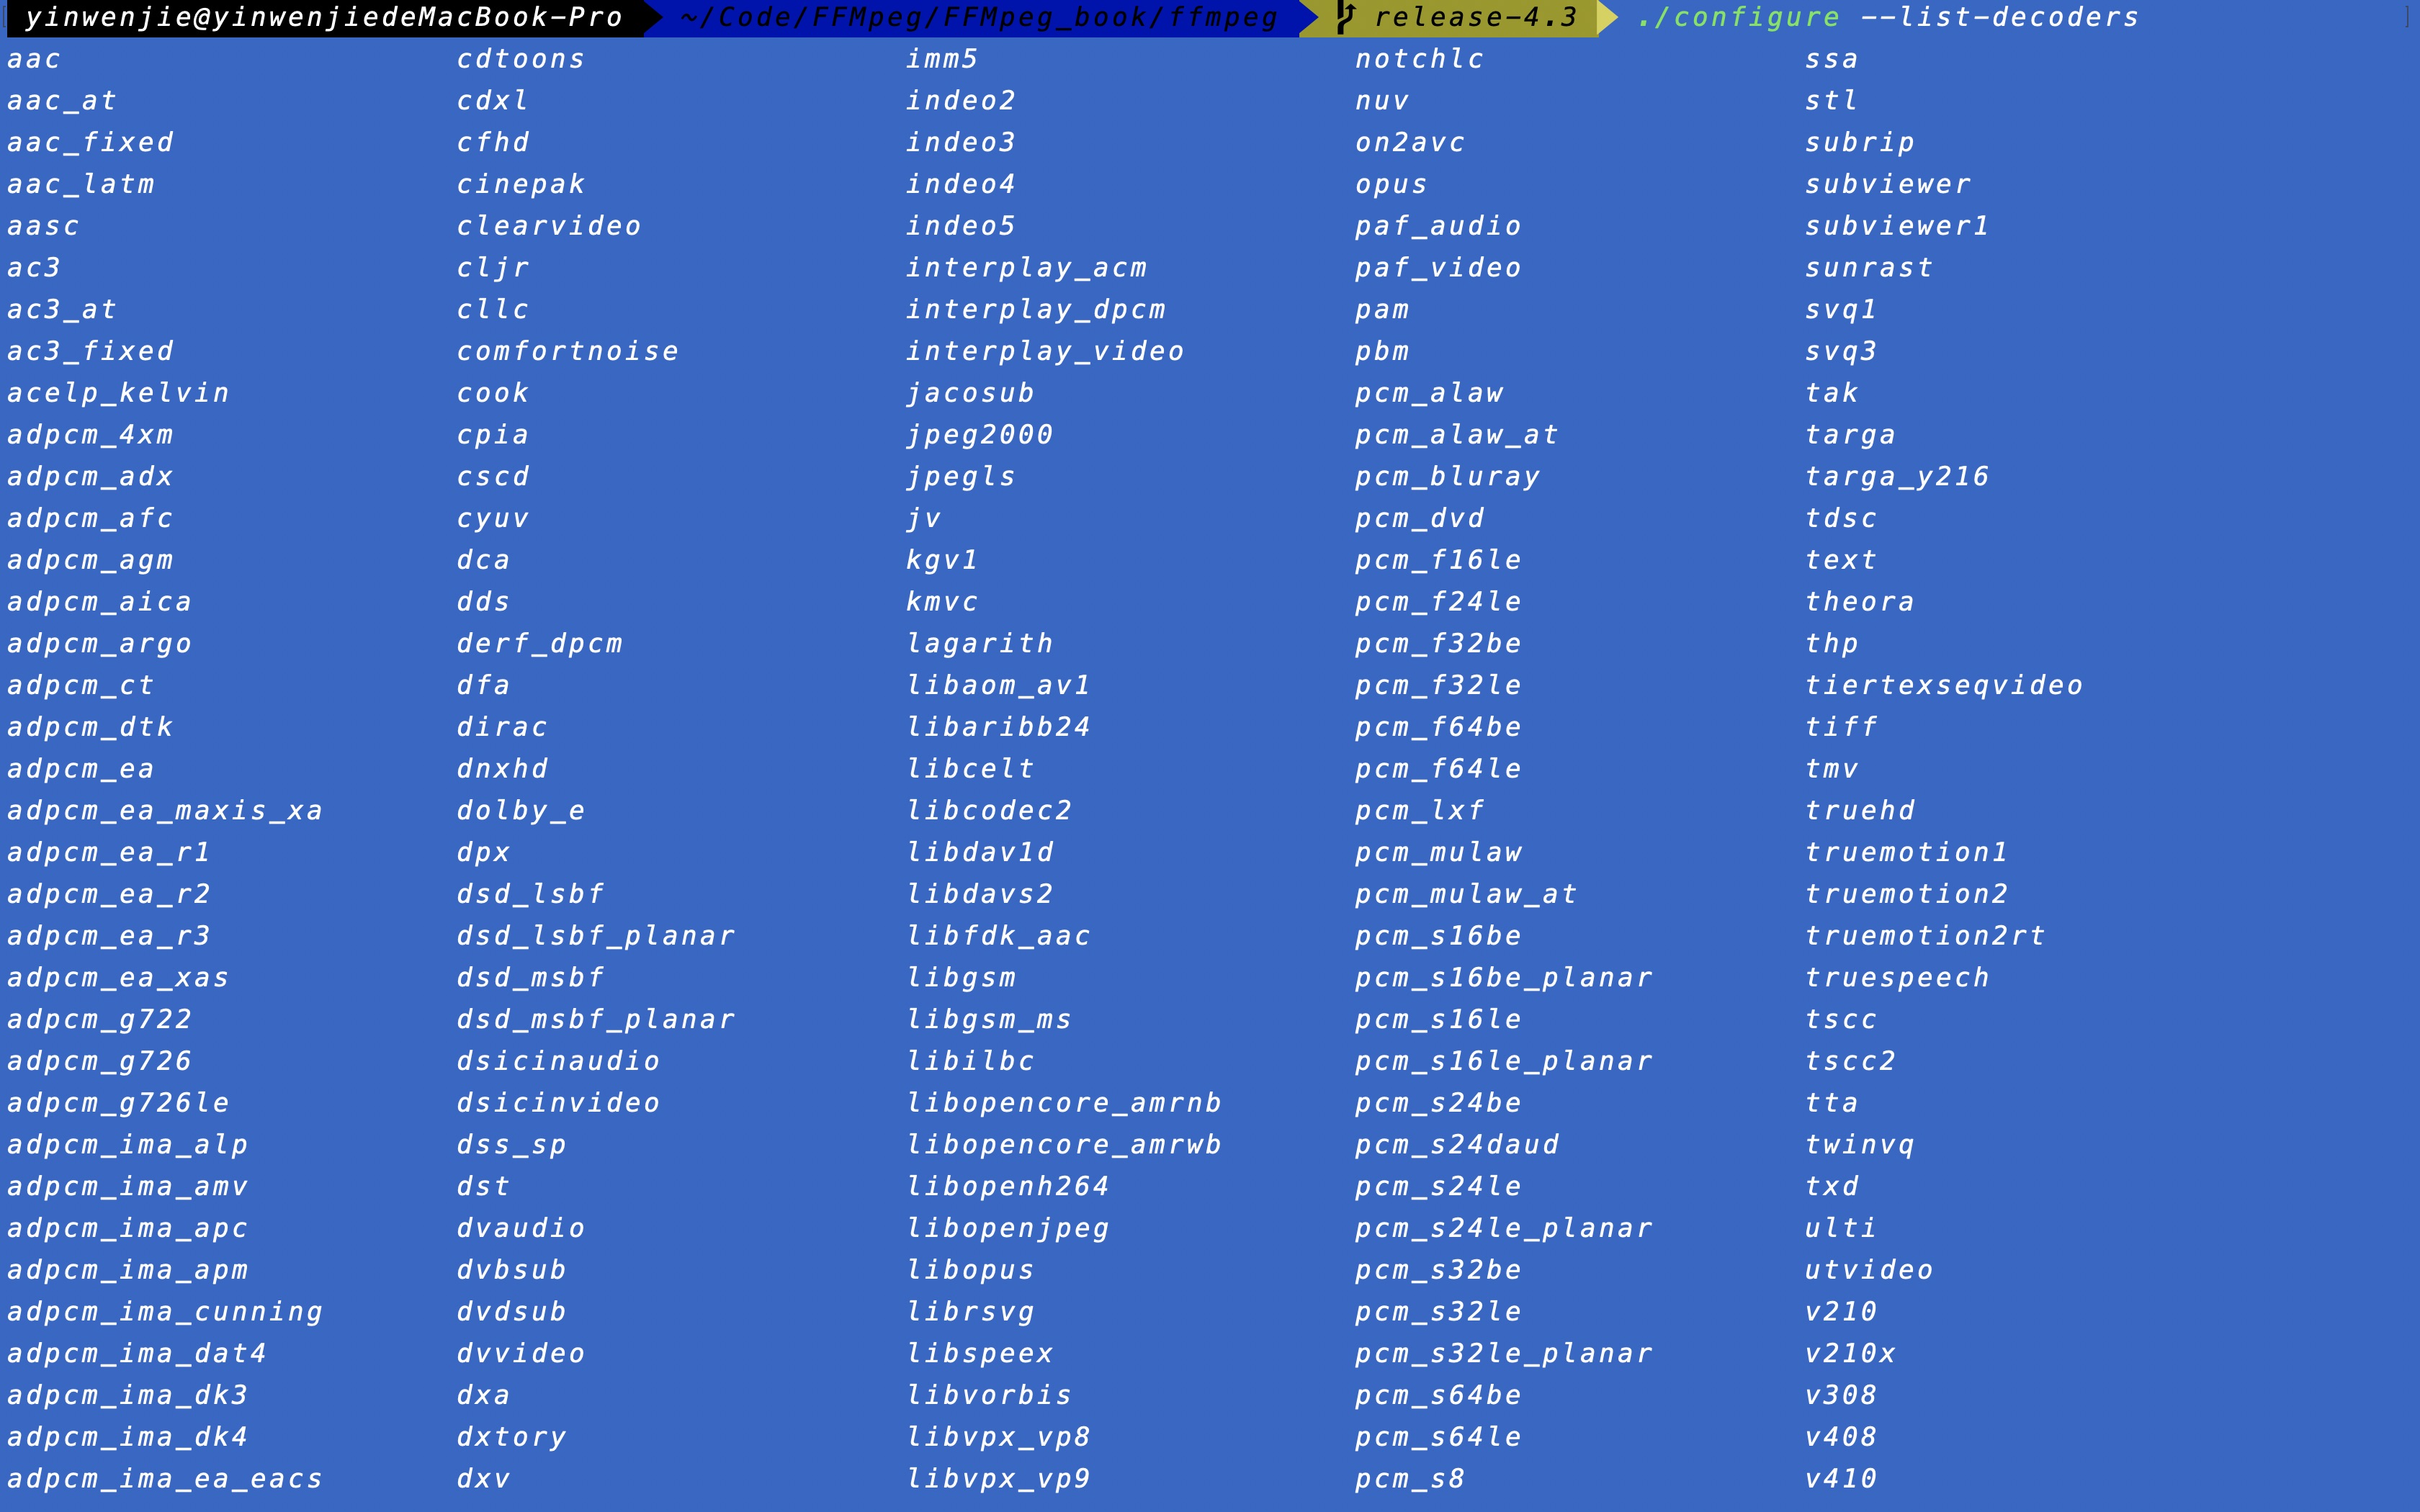 yinwenjie@yinwenjiedeMacBook-Pro ~/Code/FFMpeg/FFMpeg_book/ffmpeg release-4.3 ./configure --list-decoders
aac cdtoons imm5 notchlc ssa
aac_at cdxl indeo2 nuv stl
aac_fixed cfhd indeo3 on2avc subrip
aac_latm cinepak indeo4 opus subviewer
aasc clearvideo indeo5 paf_audio subviewer1
ac3 cljr interplay_acm paf_video sunrast
ac3_at cllc interplay_dpcm pam svq1
ac3_fixed comfortnoise interplay_video pbm svq3
acelp_kelvin cook jacosub pcm_alaw tak
adpcm_4xm cpia jpeg2000 pcm_alaw_at targa
adpcm_adx cscd jpegls pcm_bluray targa_y216
adpcm_afc cyuv jv pcm_dvd tdsc
adpcm_agm dca kgv1 pcm_f16le text
adpcm_aica dds kmvc pcm_f24le theora
adpcm_argo derf_dpcm lagarith pcm_f32be thp
adpcm_ct dfa libaom_av1 pcm_f32le tiertexseqvideo
adpcm_dtk dirac libaribb24 pcm_f64be tiff
adpcm_ea dnxhd libcelt pcm_f64le tmv
adpcm_ea_maxis_xa dolby_e libcodec2 pcm_lxf truehd
adpcm_ea_r1 dpx libdav1d pcm_mulaw truemotion1
adpcm_ea_r2 dsd_lsbf libdavs2 pcm_mulaw_at truemotion2
adpcm_ea_r3 dsd_lsbf_planar libfdk_aac pcm_s16be truemotion2rt
adpcm_ea_xas dsd_msbf libgsm pcm_s16be_planar truespeech
adpcm_g722 dsd_msbf_planar libgsm_ms pcm_s16le tscc
adpcm_g726 dsicinaudio libilbc pcm_s16le_planar tscc2
adpcm_g726le dsicinvideo libopencore_amrnb pcm_s24be tta
adpcm_ima_alp dss_sp libopencore_amrwb pcm_s24daud twinvq
adpcm_ima_amv dst libopenh264 pcm_s24le txd
adpcm_ima_apc dvaudio libopenjpeg pcm_s24le_planar ulti
adpcm_ima_apm dvbsub libopus pcm_s32be utvideo
adpcm_ima_cunning dvdsub librsvg pcm_s32le v210
adpcm_ima_dat4 dvvideo libspeex pcm_s32le_planar v210x
adpcm_ima_dk3 dxa libvorbis pcm_s64be v308
adpcm_ima_dk4 dxtory libvpx_vp8 pcm_s64le v408
adpcm_ima_ea_eacs dxv libvpx_vp9 pcm_s8 v410